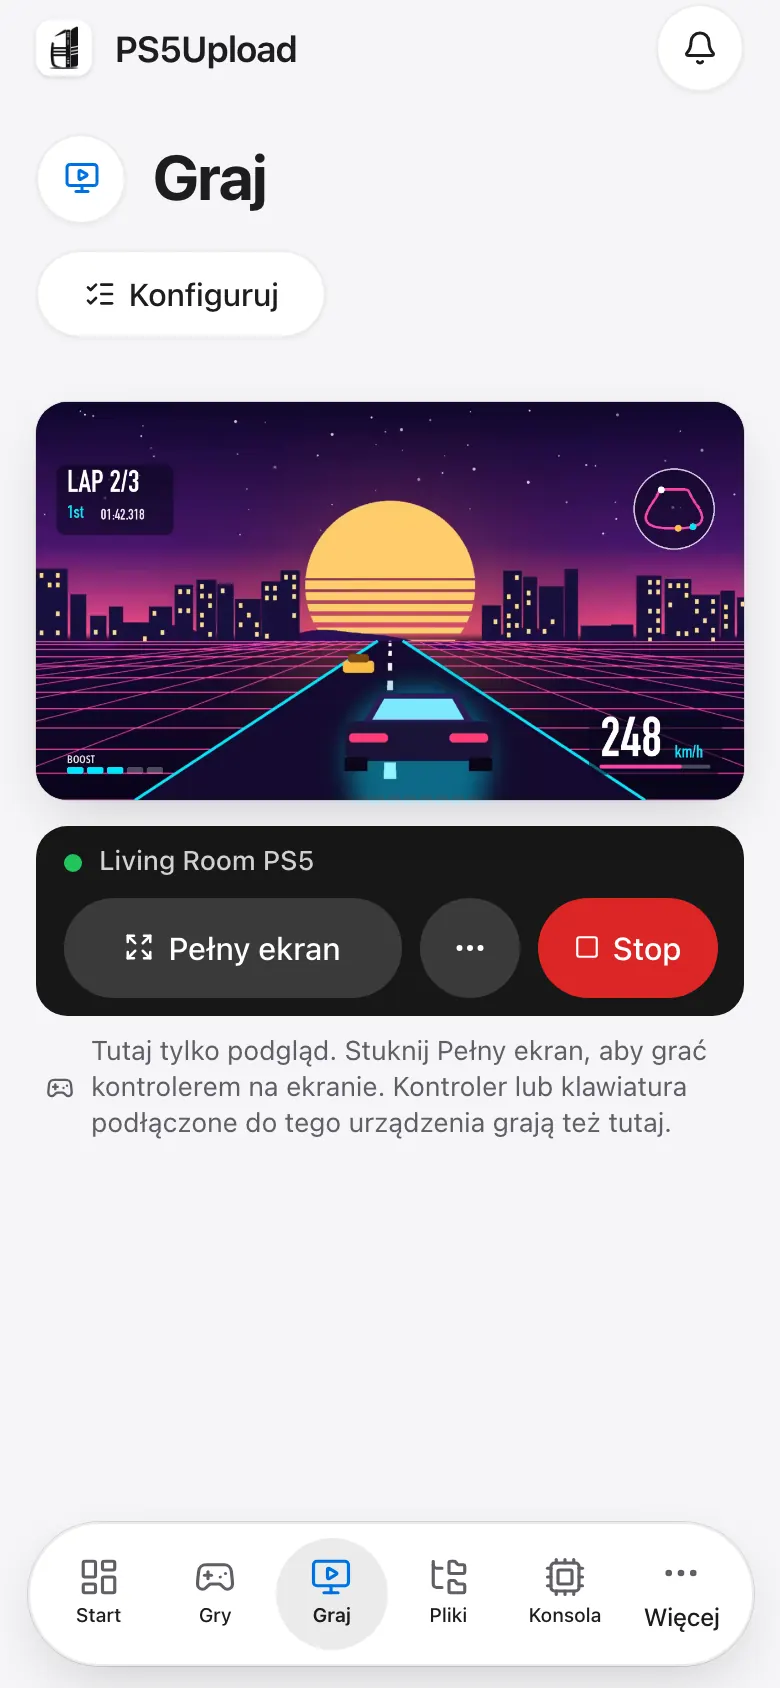 PS5Upload
Graj
Konfiguruj
LAP 2/3
1st 01:42.318
BOOST
248 km/h
Living Room PS5
Pełny ekran
Stop
Tutaj tylko podgląd. Stuknij Pełny ekran, aby grać
kontrolerem na ekranie. Kontroler lub klawiatura
podłączone do tego urządzenia grają też tutaj.
Start
Gry
Graj
Pliki
Konsola
Więcej